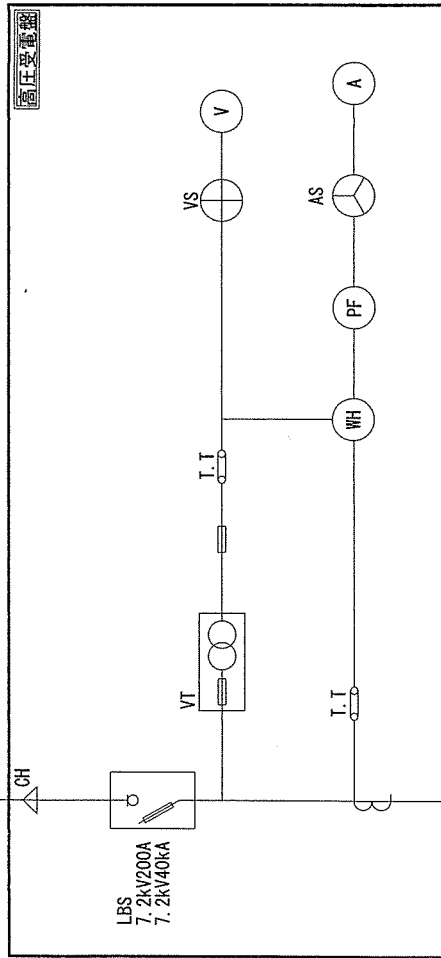 高圧受電盤
CH
LBS
7.2kV200A
7.2kV40kA
VT
T.T
VS
V
T.T
WH
PF
AS
A